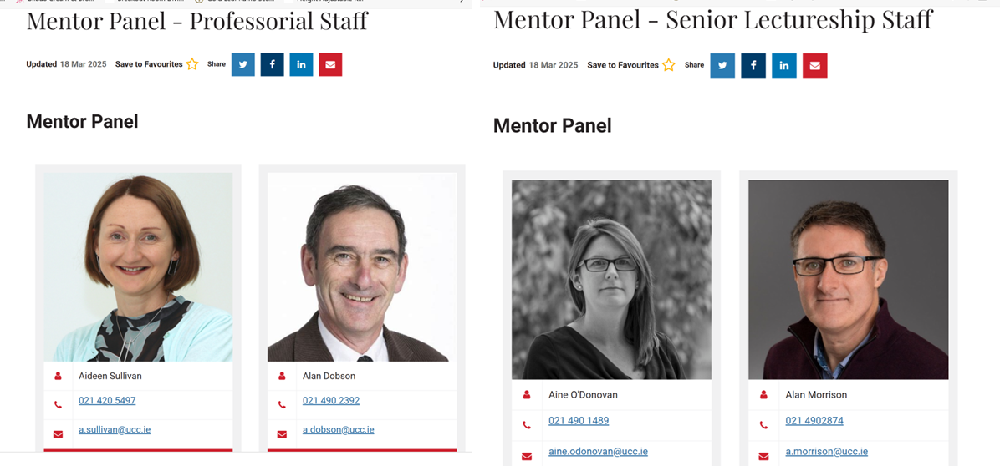 Mentor Panel - Professorial Staff
Updated 18 Mar 2025 Save to Favourites Share
Mentor Panel
Aideen Sullivan
021 420 5497
a.sullivan@ucc.ie
Alan Dobson
021 490 2392
a.dobson@ucc.ie
Mentor Panel - Senior Lectureship Staff
Updated 18 Mar 2025 Save to Favourites Share
Mentor Panel
Aine O'Donovan
021 490 1489
aine.odonovan@ucc.ie
Alan Morrison
021 4902874
a.morrison@ucc.ie